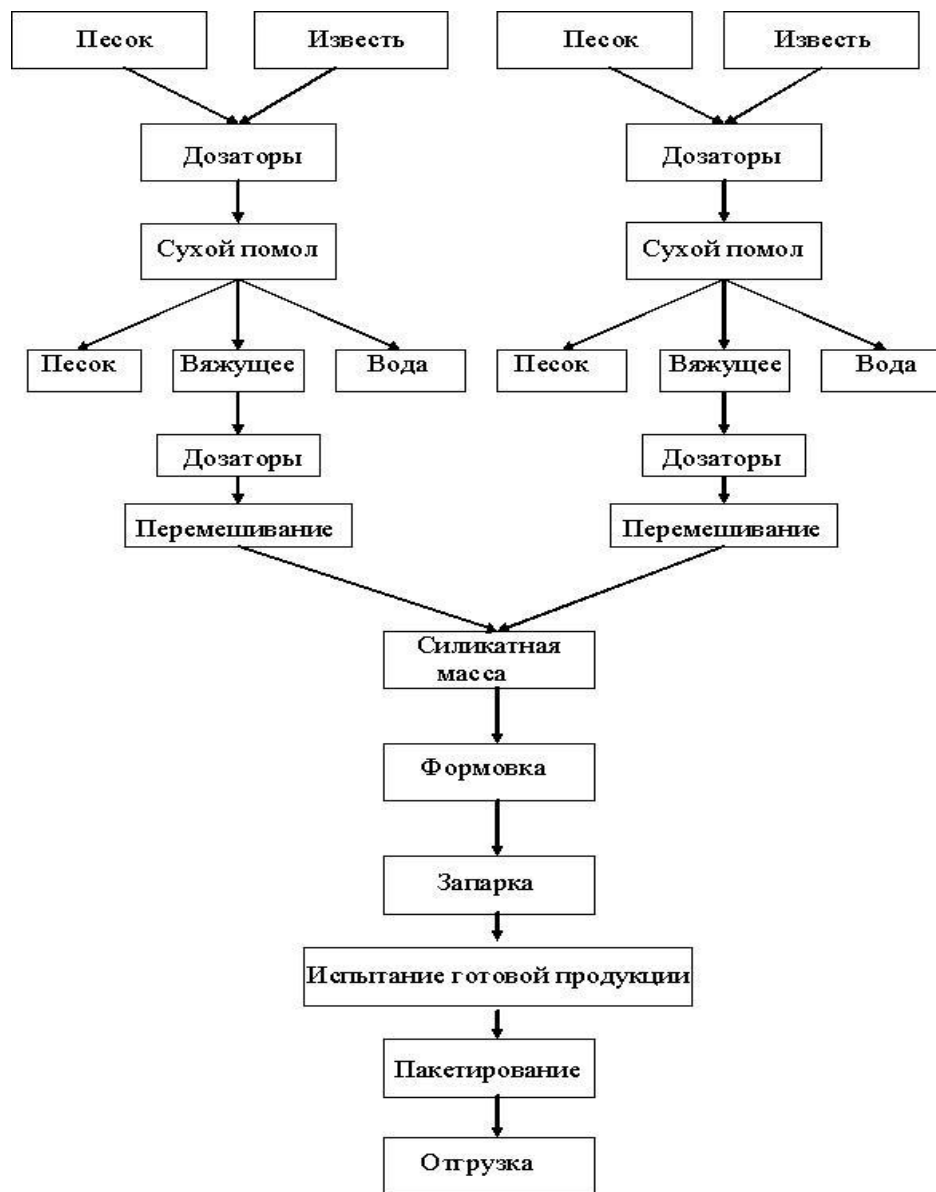 Песок
Известь
Песок
Известь
Дозаторы
Дозаторы
Сухой помол
Сухой помол
Песок
Вяжущее
Вода
Песок
Вяжущее
Вода
Дозаторы
Дозаторы
Перемешивание
Перемешивание
Силикатная
масса
Формовка
Запарка
Испытание готовой продукции
Пакетирование
Отгрузка